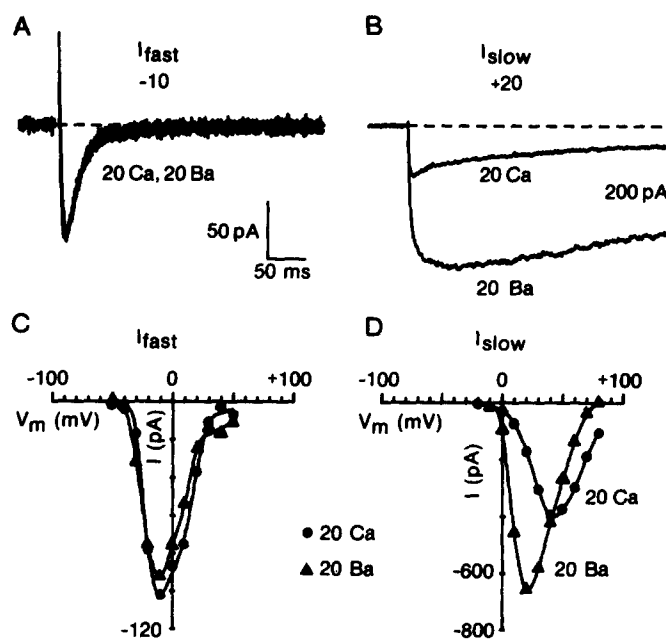 A
I fast
-10
20 Ca, 20 Ba
50 pA
50 ms
B
I slow
+20
20 Ca
200 pA
20 Ba
C
I fast
-100 0 +100
Vm (mV)
I (pA)
-120
● 20 Ca
▲ 20 Ba
D
I slow
-100 0 +100
Vm (mV)
I (pA)
20 Ca
-600
20 Ba
-800